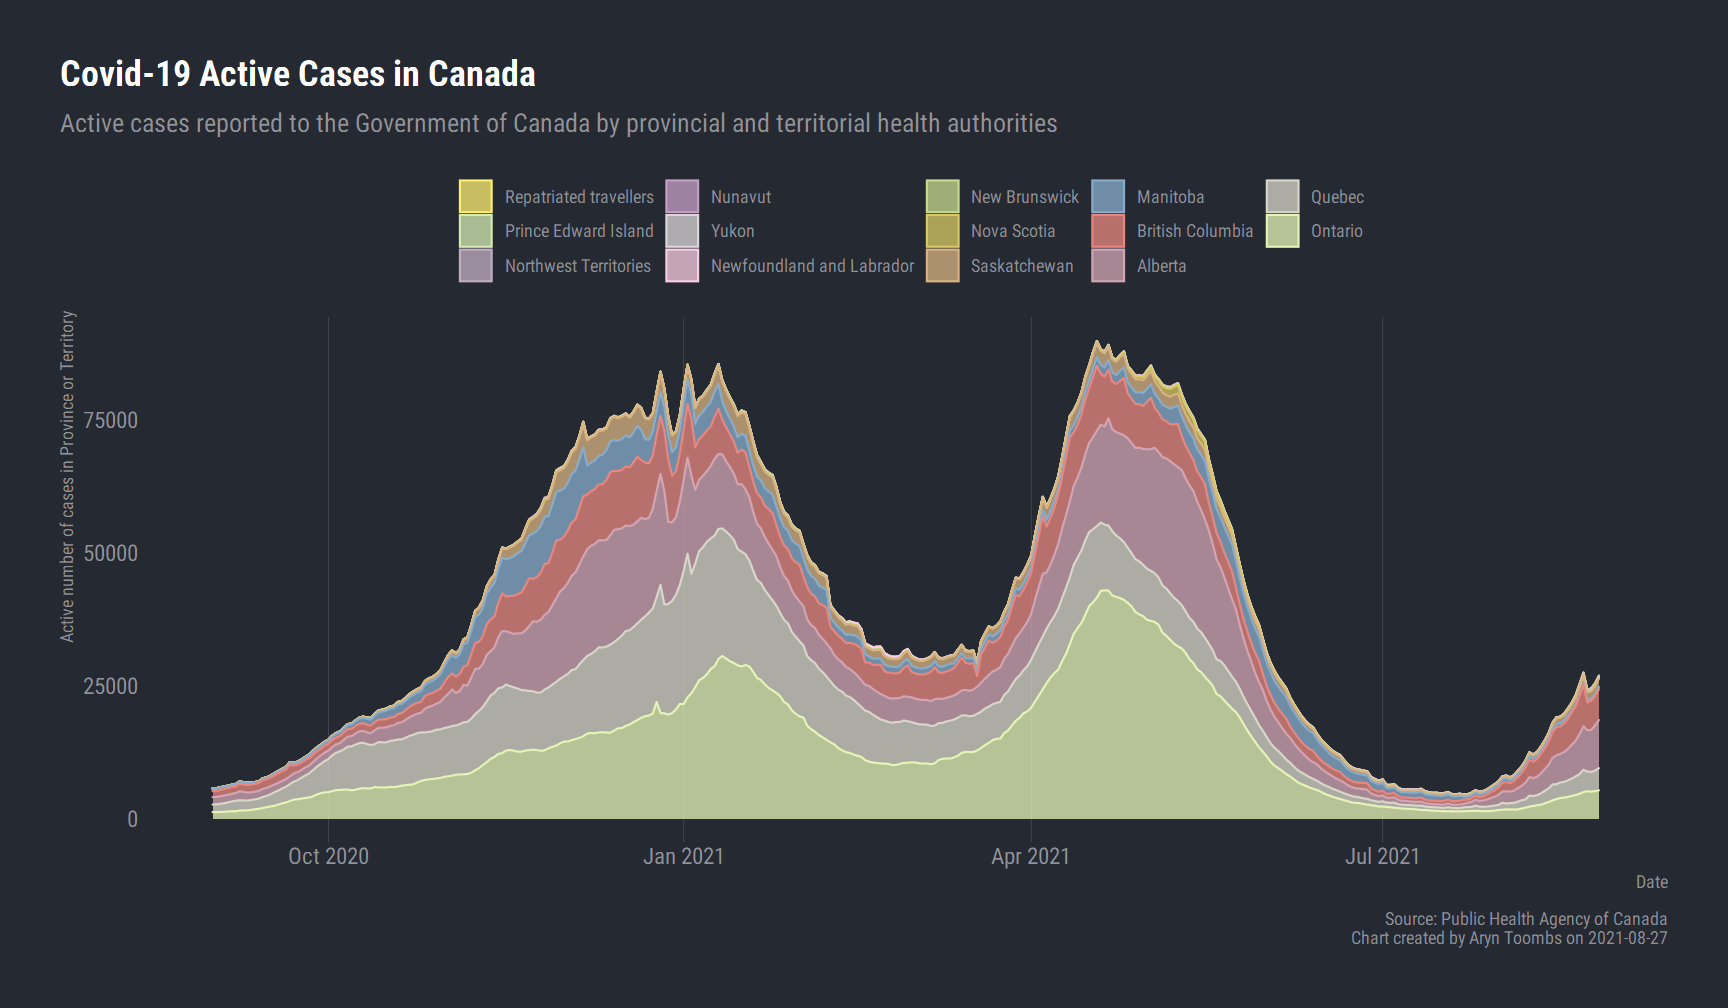 Covid-19 Active Cases in Canada
Active cases reported to the Government of Canada by provincial and territorial health authorities
Repatriated travellers
Nunavut
New Brunswick
Manitoba
Quebec
Prince Edward Island
Yukon
Nova Scotia
British Columbia
Ontario
Northwest Territories
Newfoundland and Labrador
Saskatchewan
Alberta
Active number of cases in Province or Territory
75000
50000
25000
0
Oct 2020
Jan 2021
Apr 2021
Jul 2021
Date
Source: Public Health Agency of Canada
Chart created by Aryn Toombs on 2021-08-27